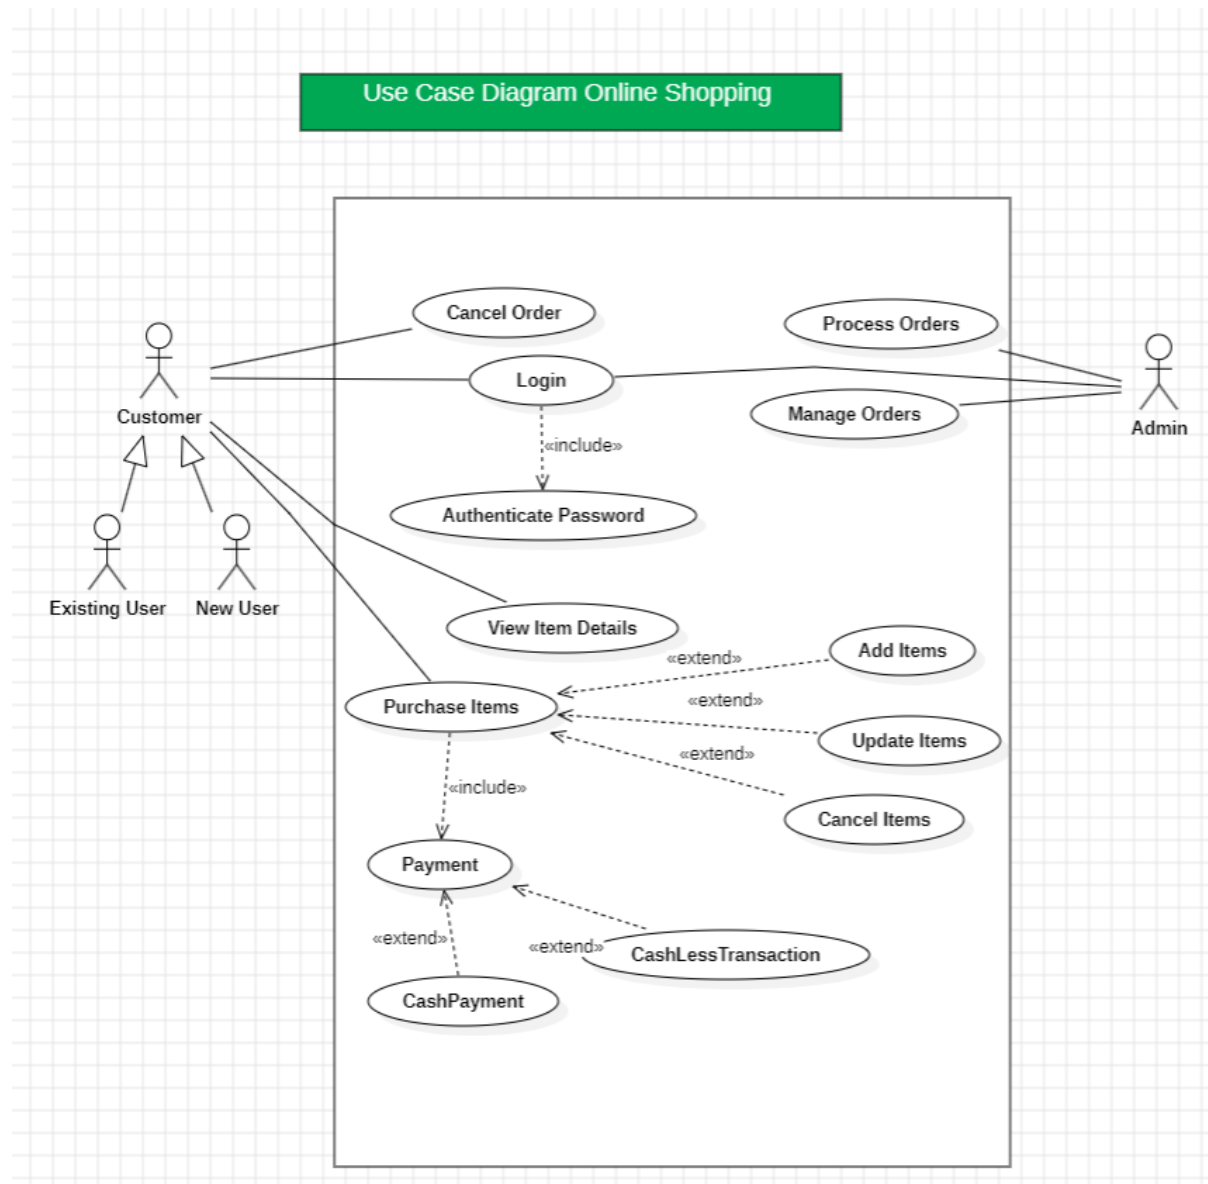 Use Case Diagram Online Shopping
Cancel Order
Process Orders
Login
Manage Orders
Customer
Admin
«include»
Authenticate Password
Existing User
New User
View Item Details
Add Items
«extend»
Purchase Items
«extend»
Update Items
«extend»
«include»
Cancel Items
Payment
«extend»
«extend»
CashLessTransaction
CashPayment